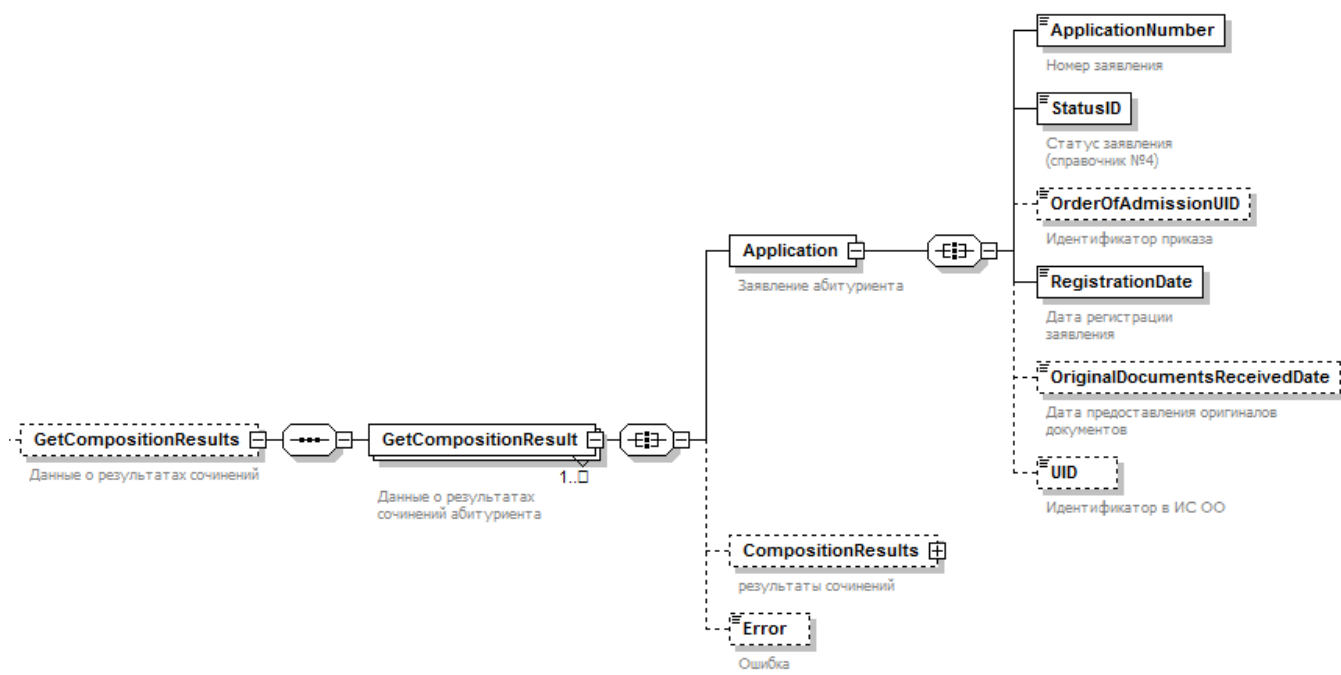 ApplicationNumber
Номер заявления
StatusID
Статус заявления
(справочник №4)
OrderOfAdmissionUID
Идентификатор приказа
Application
Заявление абитуриента
RegistrationDate
Дата регистрации
заявления
OriginalDocumentsReceivedDate
Дата предоставления оригиналов
документов
GetCompositionResults
Данные о результатах сочинений
GetCompositionResult
1..□
Данные о результатах
сочинений абитуриента
UID
Идентификатор в ИС ОО
CompositionResults
результаты сочинений
Error
Ошибка